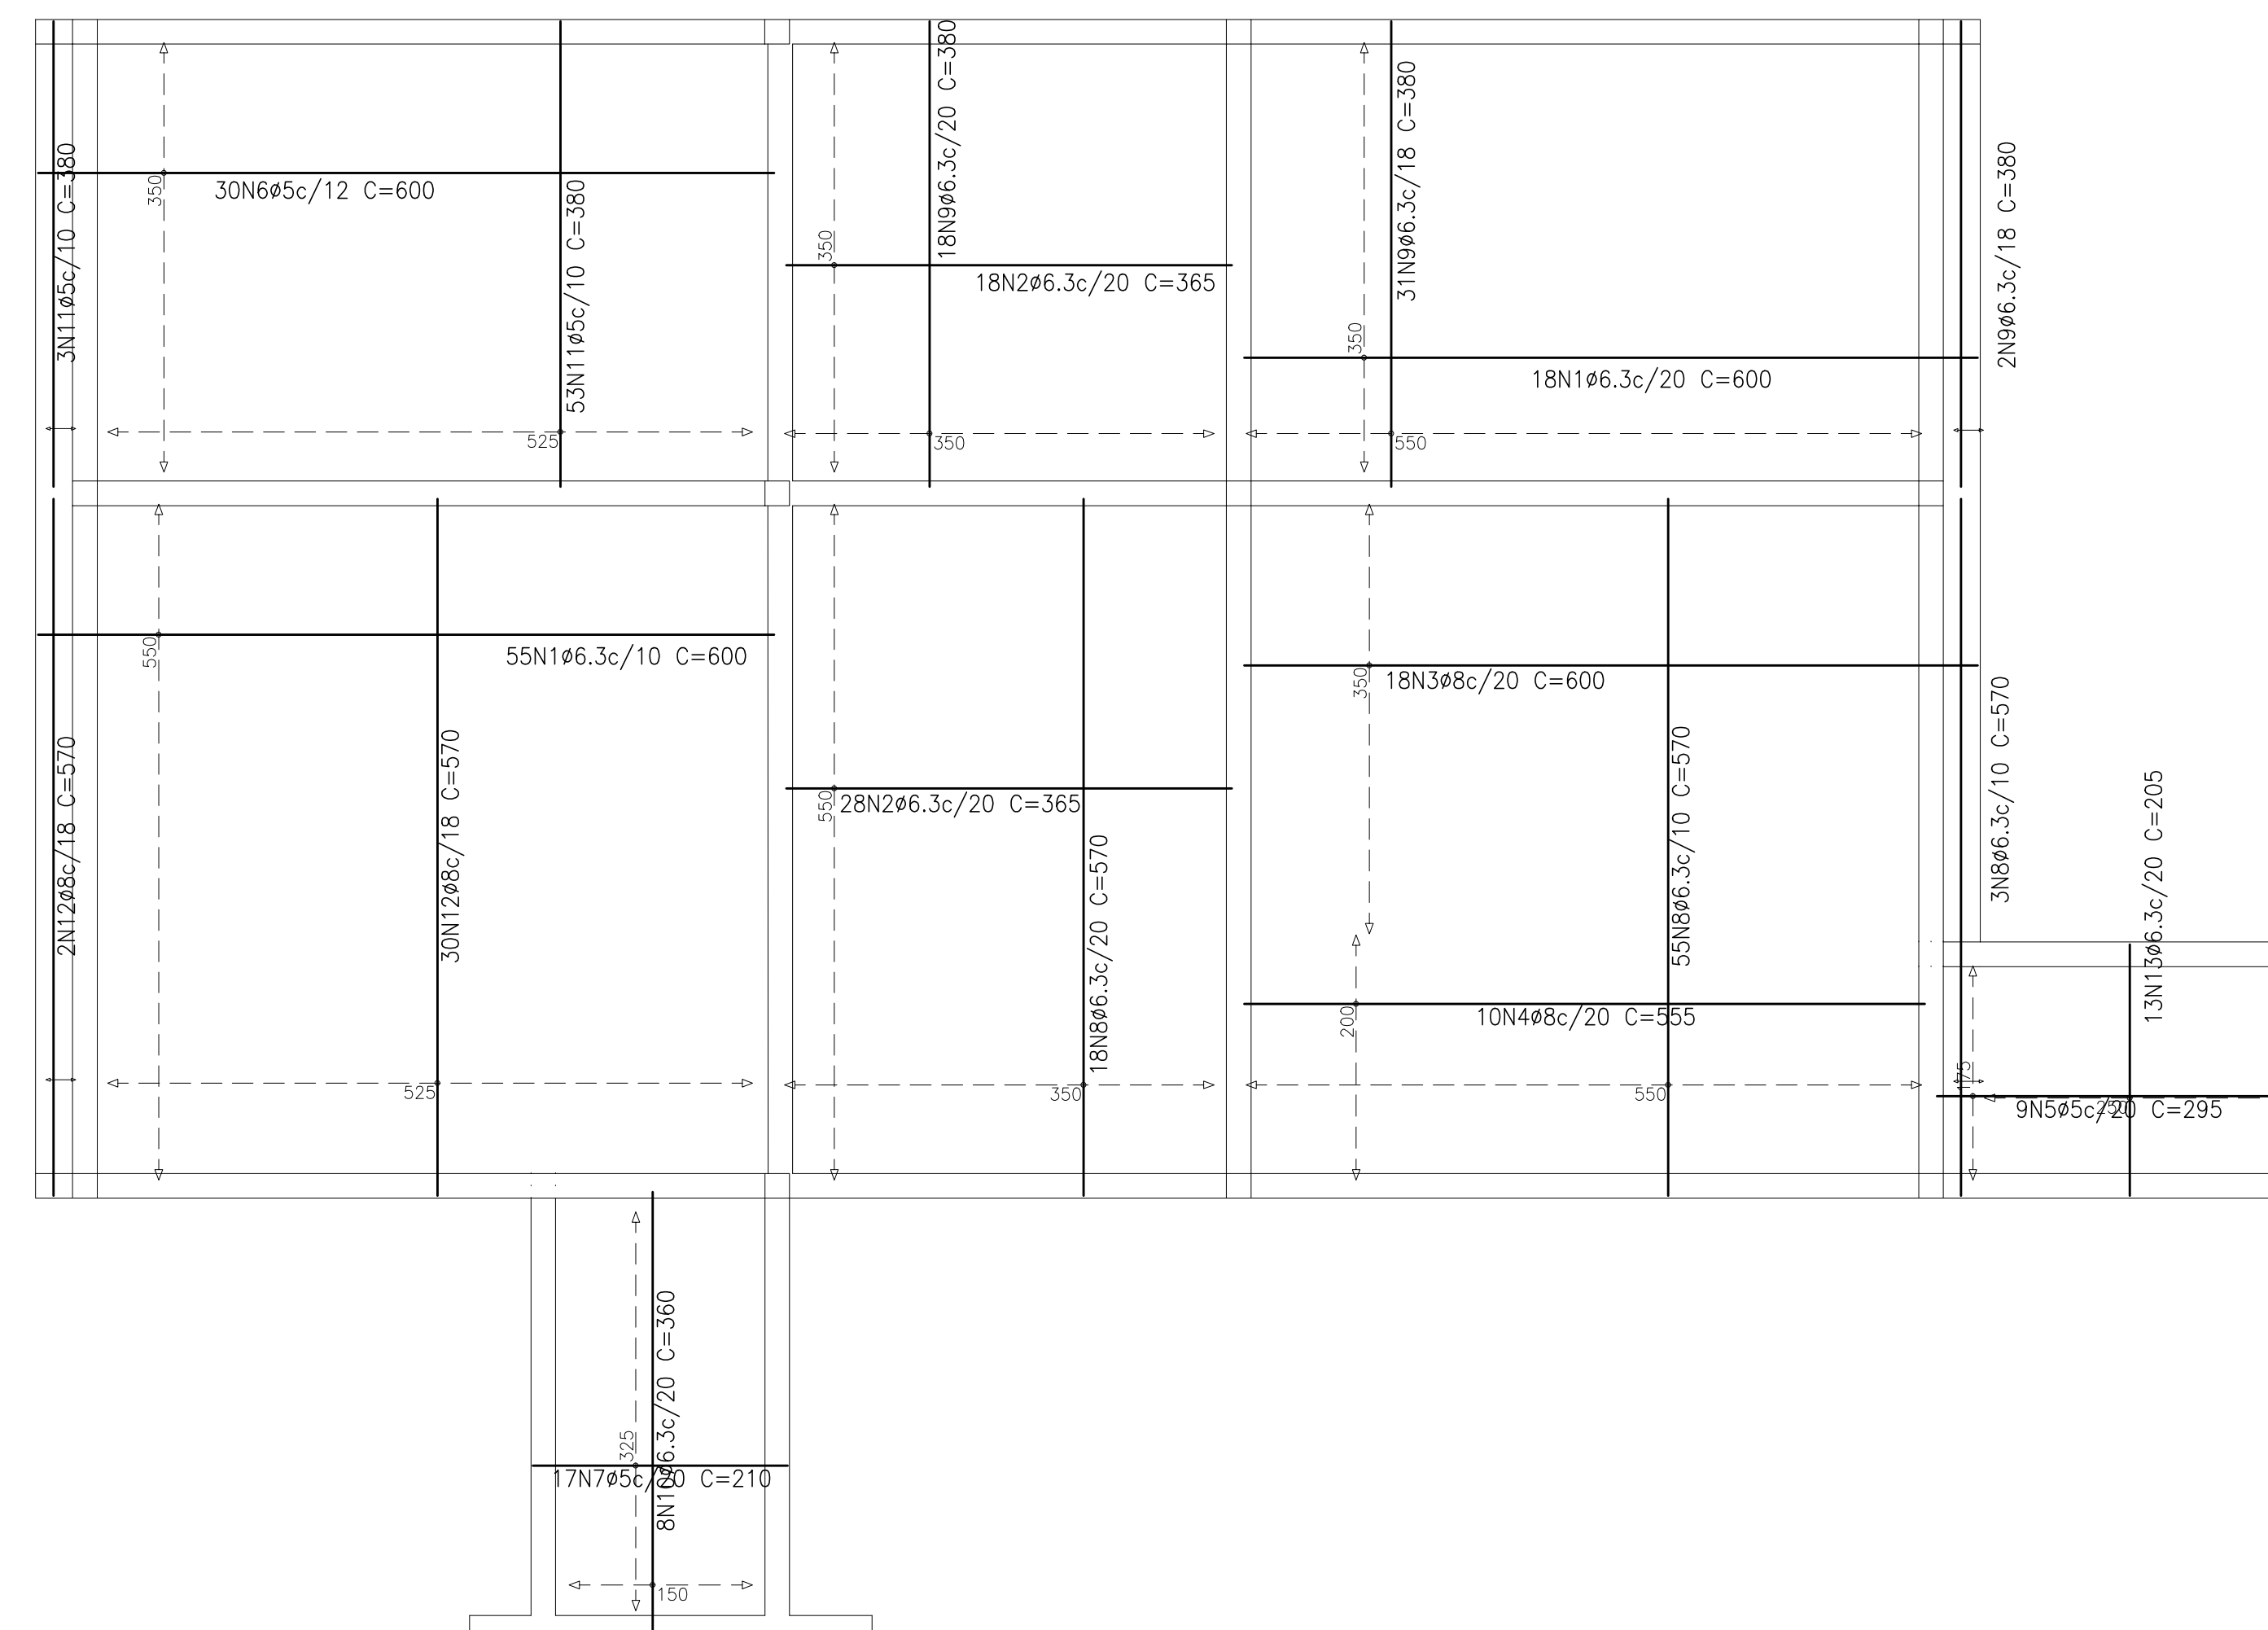 3N11ø5c/10 C=380
350
30N6ø5c/12 C=600
53N11ø5c/10 C=380
525
18N9ø6.3c/20 C=380
350
18N2ø6.3c/20 C=365
350
31N9ø6.3c/18 C=380
350
18N1ø6.3c/20 C=600
550
2N9ø6.3c/18 C=380
550
55N1ø6.3c/10 C=600
2N12ø8c/18 C=570
30N12ø8c/18 C=570
525
550
28N2ø6.3c/20 C=365
18N8ø6.3c/20 C=570
350
350
18N3ø8c/20 C=600
55N8ø6.3c/10 C=570
200
10N4ø8c/20 C=555
550
3N8ø6.3c/10 C=570
13N13ø6.3c/20 C=205
175
9N5ø5c/20 C=295
250
325
17N7ø5c/20 C=210
8N10ø6.3c/20 C=360
150